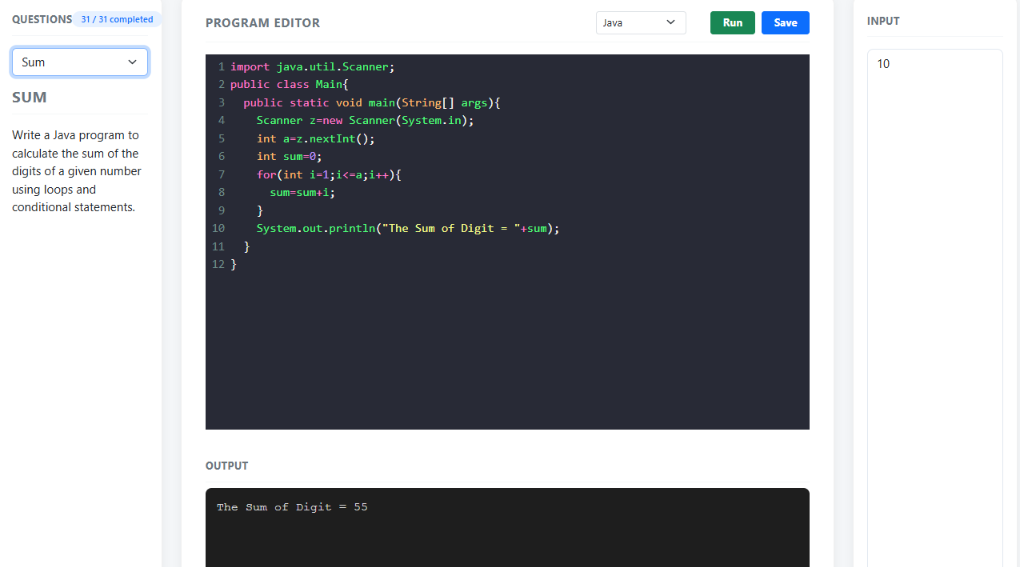 QUESTIONS 31 / 31 completed
Sum
SUM
Write a Java program to
calculate the sum of the
digits of a given number
using loops and
conditional statements.
PROGRAM EDITOR
Java
Run
Save
1 import java.util.Scanner;
2 public class Main{
3 public static void main(String[] args){
4 Scanner z=new Scanner(System.in);
5 int a=z.nextInt();
6 int sum=0;
7 for(int i=1;i<=a;i++){
8 sum=sum+i;
9 }
10 System.out.println("The Sum of Digit = "+sum);
11 }
12 }
OUTPUT
The Sum of Digit = 55
INPUT
10